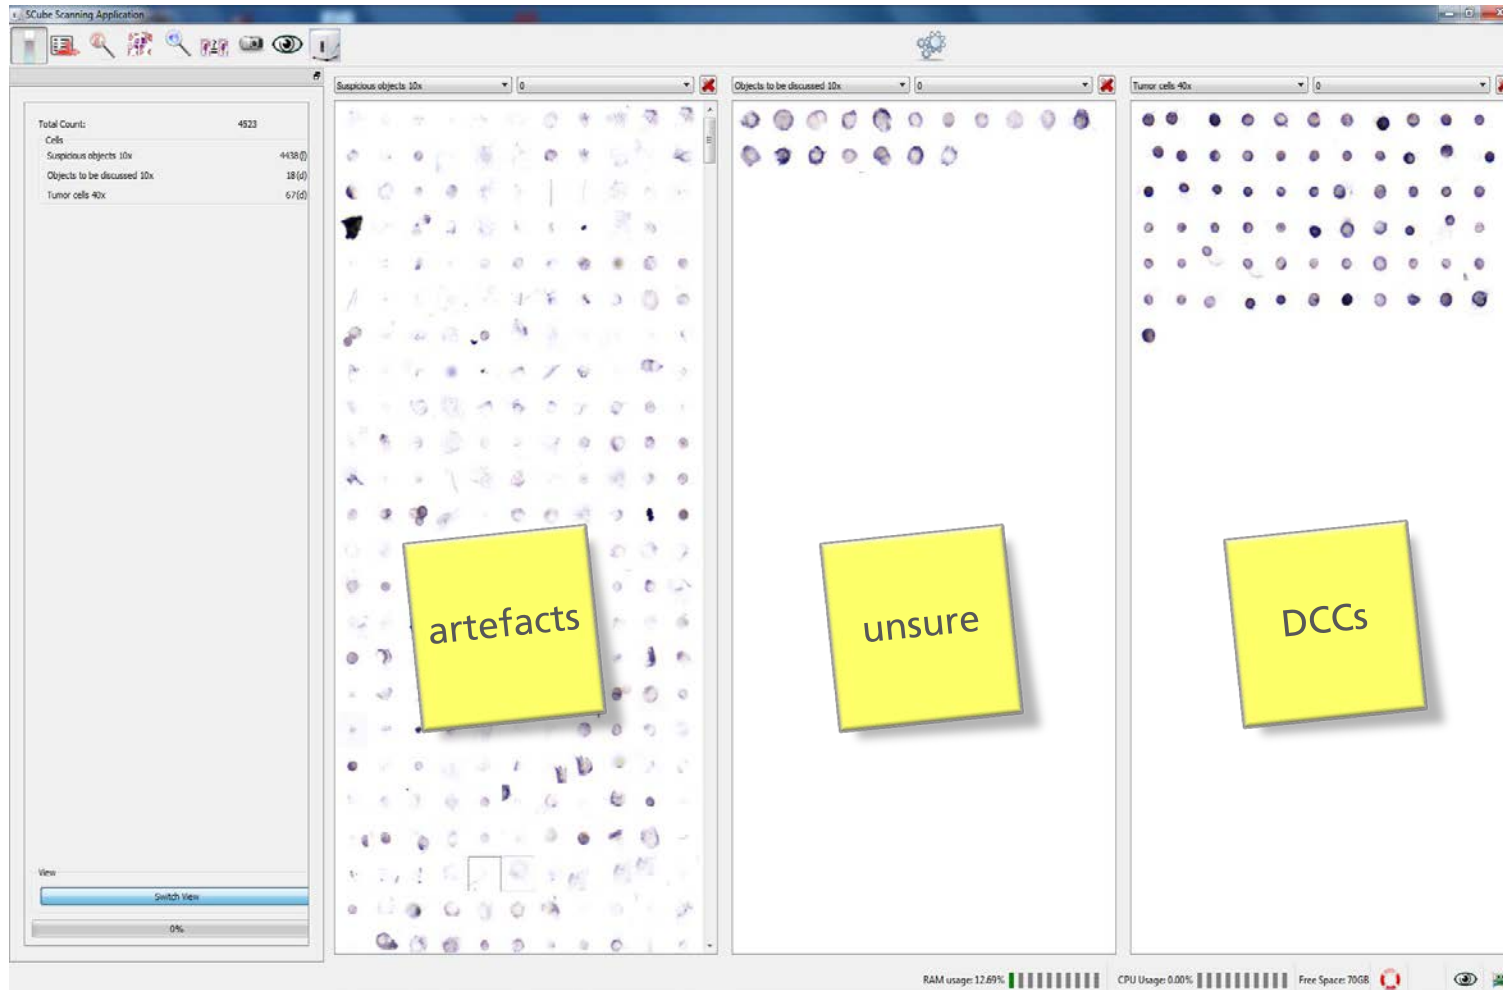 SCube Scanning Application
Suspicious objects 10x 0
Objects to be discussed 10x 0
Tumor cells 40x 0
Total Count: 4523
Cells
Suspicious objects 10x 4438(f)
Objects to be discussed 10x 18(d)
Tumor cells 40x 67(d)
artefacts
unsure
DCCs
View
Switch View
0%
RAM usage: 12.69% CPU Usage: 0.00% Free Space: 70GB